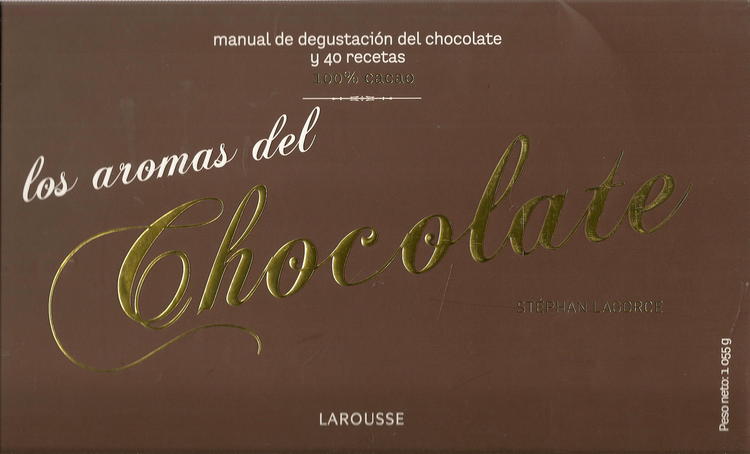 manual de degustación del chocolate
y 40 recetas
100% cacao
los aromas del
Chocolate
STÉPHAN LAGORCE
LAROUSSE
Peso neto: 1 055 g